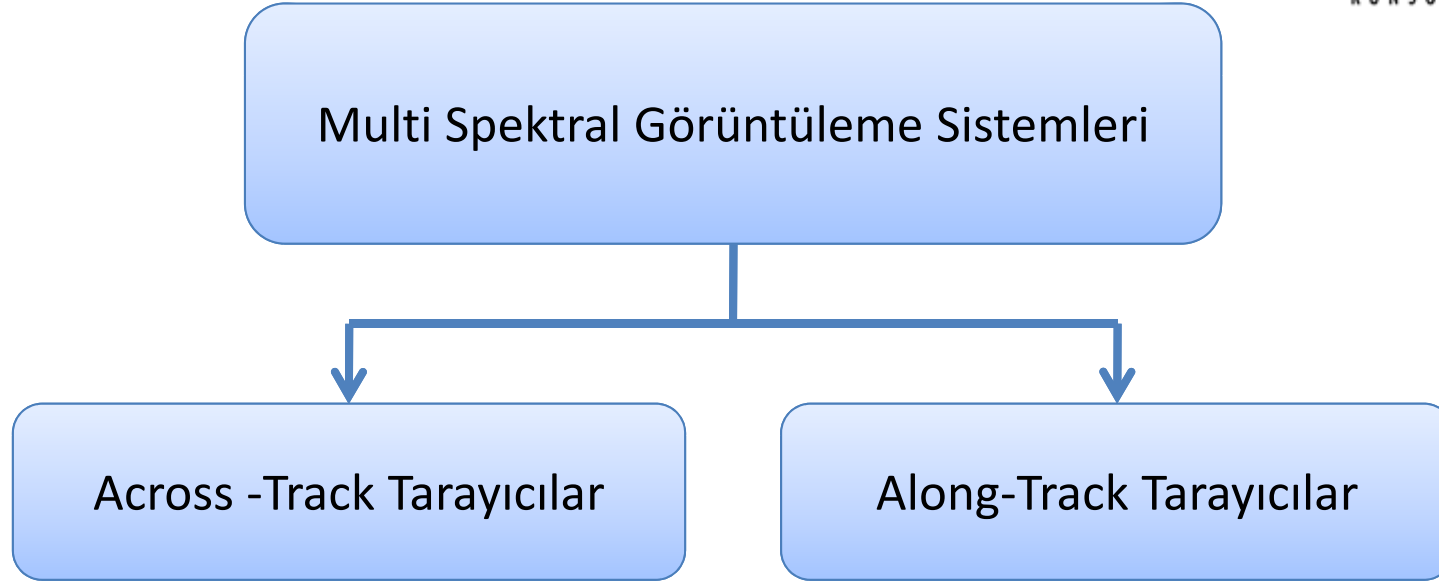 Multi Spektral Görüntüleme Sistemleri
Across -Track Tarayıcılar
Along-Track Tarayıcılar